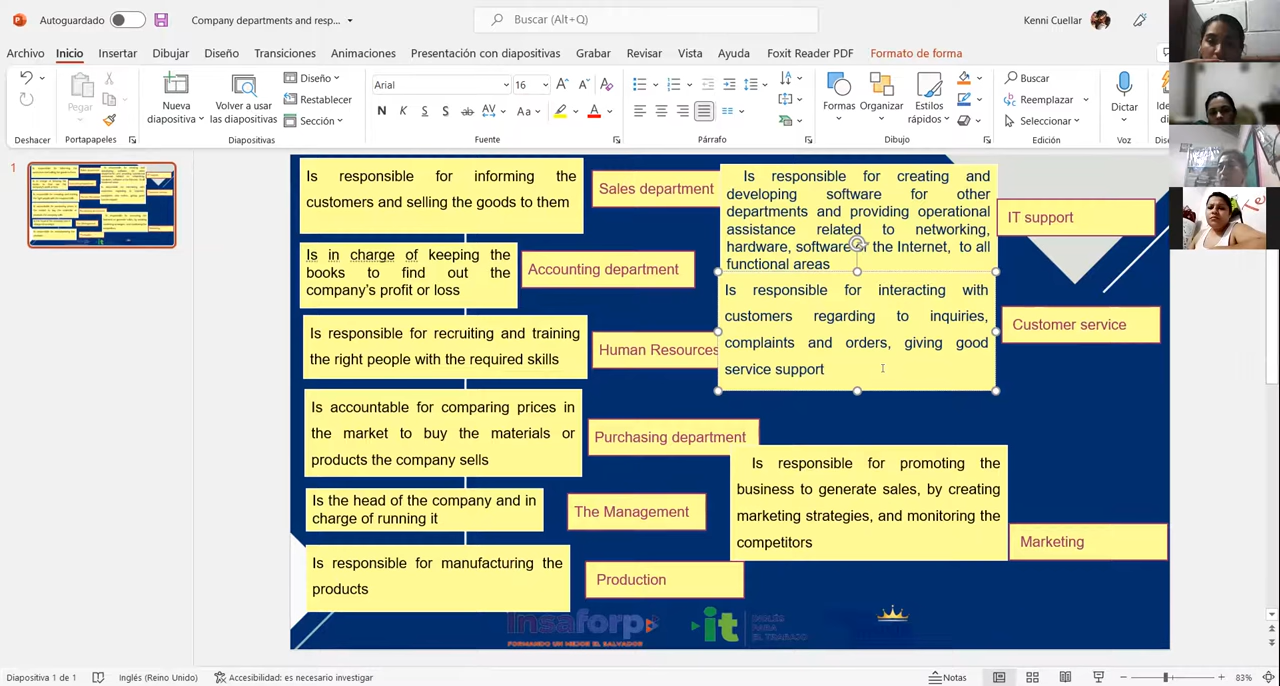 Autoguardado
Company departments and resp...
Buscar (Alt+Q)
Kenni Cuellar
Archivo Inicio Insertar Dibujar Diseño Transiciones Animaciones Presentación con diapositivas Grabar Revisar Vista Ayuda Foxit Reader PDF Formato de forma
Pegar
Nueva diapositiva
Volver a usar las diapositivas
Diseño
Restablecer
Sección
Arial 16
N K S S ab AV Aa A
Formas Organizar Estilos rápidos
Buscar
Reemplazar
Seleccionar
Dictar
Deshacer Portapapeles Diapositivas Fuente Párrafo Dibujo Edición Voz
1
Is responsible for informing the
customers and selling the goods to them
Sales department
Is in charge of keeping the
books to find out the
company's profit or loss
Accounting department
Is responsible for recruiting and training
the right people with the required skills
Human Resources
Is accountable for comparing prices in
the market to buy the materials or
products the company sells
Purchasing department
Is the head of the company and in
charge of running it
The Management
Is responsible for manufacturing the
products
Production
Is responsible for creating and
developing software for other
departments and providing operational
assistance related to networking,
hardware, software or the Internet, to all
functional areas
IT support
Is responsible for interacting with
customers regarding to inquiries,
complaints and orders, giving good
service support
Customer service
Is responsible for promoting the
business to generate sales, by creating
marketing strategies, and monitoring the
competitors
Marketing
insaforp
FORMANDO UN MEJOR EL SALVADOR
it
INGLÉS
PARA
EL TRABAJO
Diapositiva 1 de 1 Inglés (Reino Unido) Accesibilidad: es necesario investigar Notas 83%